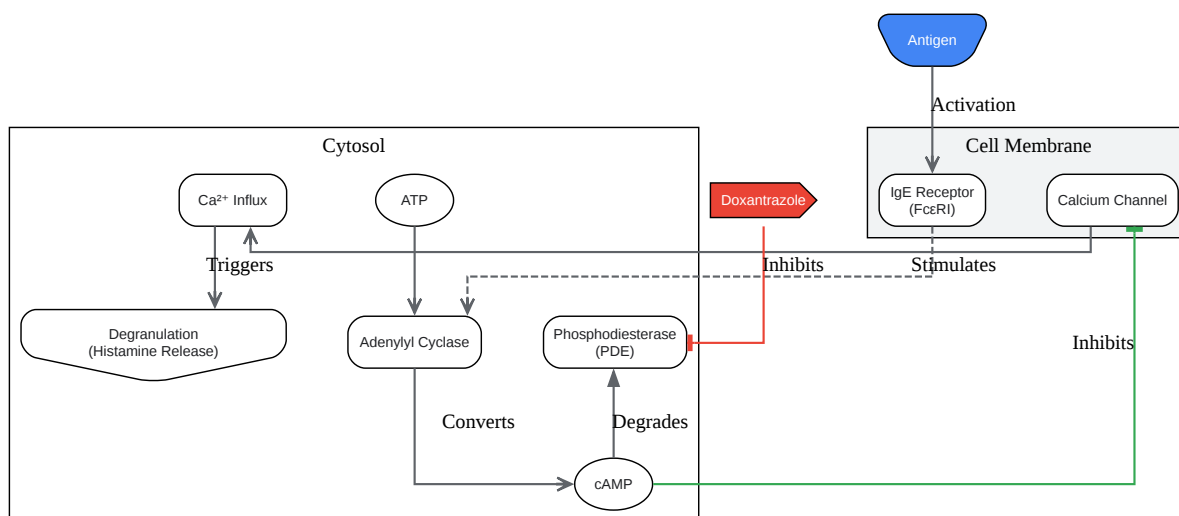 Antigen
Activation
Cytosol
Cell Membrane
Ca²⁺ Influx
ATP
Doxantrazole
IgE Receptor
(FcεRI)
Calcium Channel
Triggers
Inhibits
Stimulates
Degranulation
(Histamine Release)
Adenylyl Cyclase
Phosphodiesterase
(PDE)
Inhibits
Converts
Degrades
cAMP